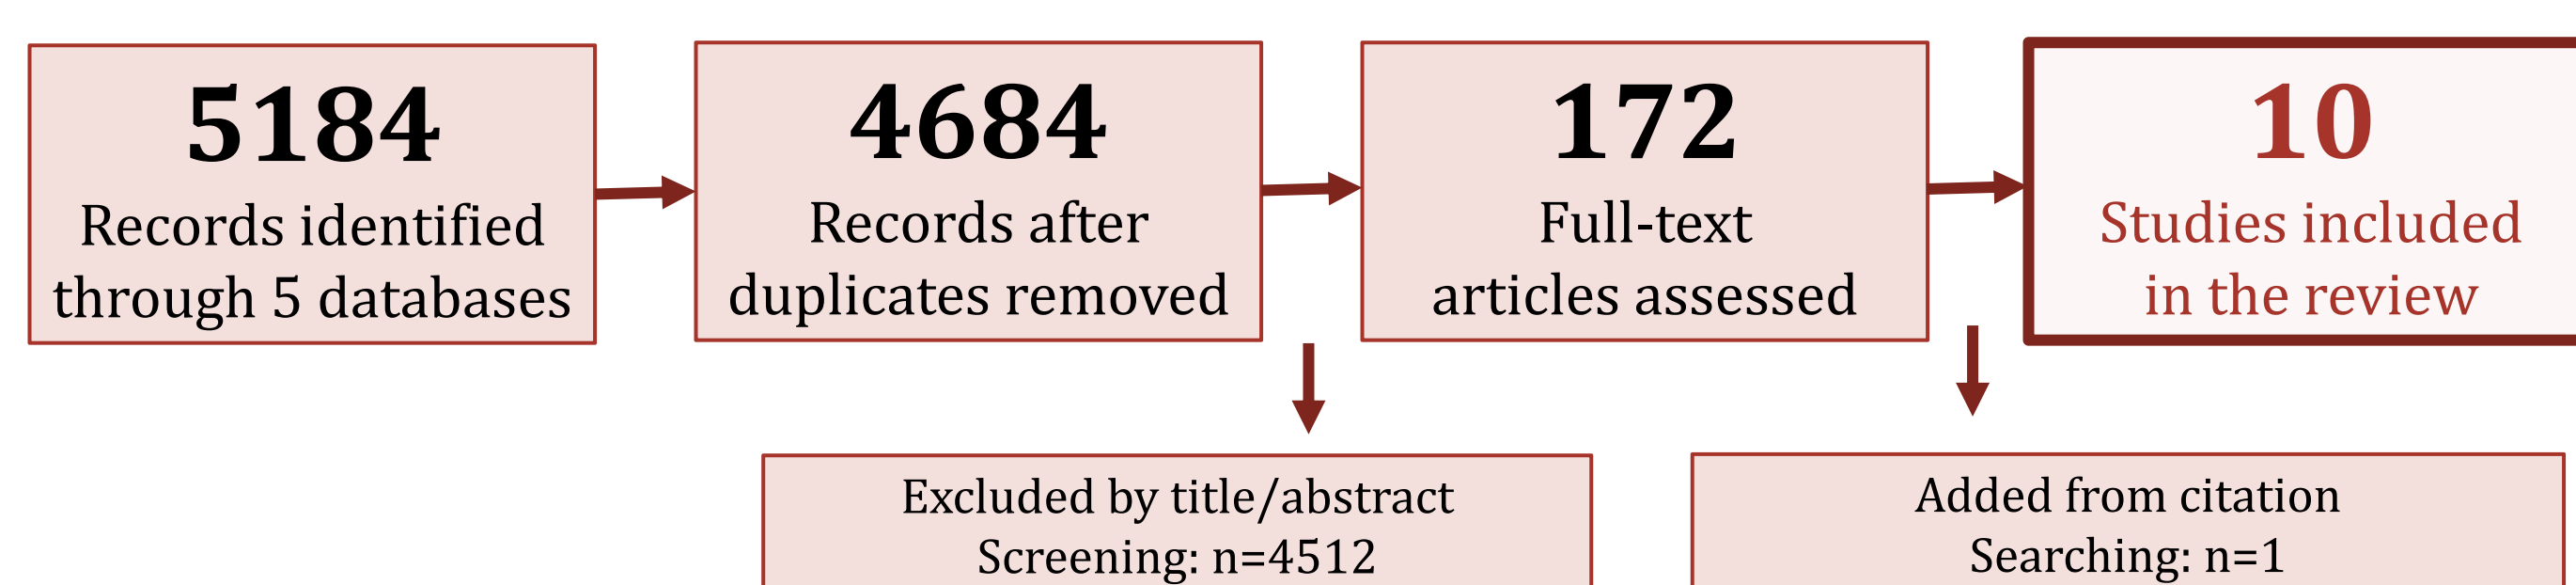 5184
Records identified
through 5 databases
4684
Records after
duplicates removed
172
Full-text
articles assessed
10
Studies included
in the review
Excluded by title/abstract
Screening: n=4512
Added from citation
Searching: n=1